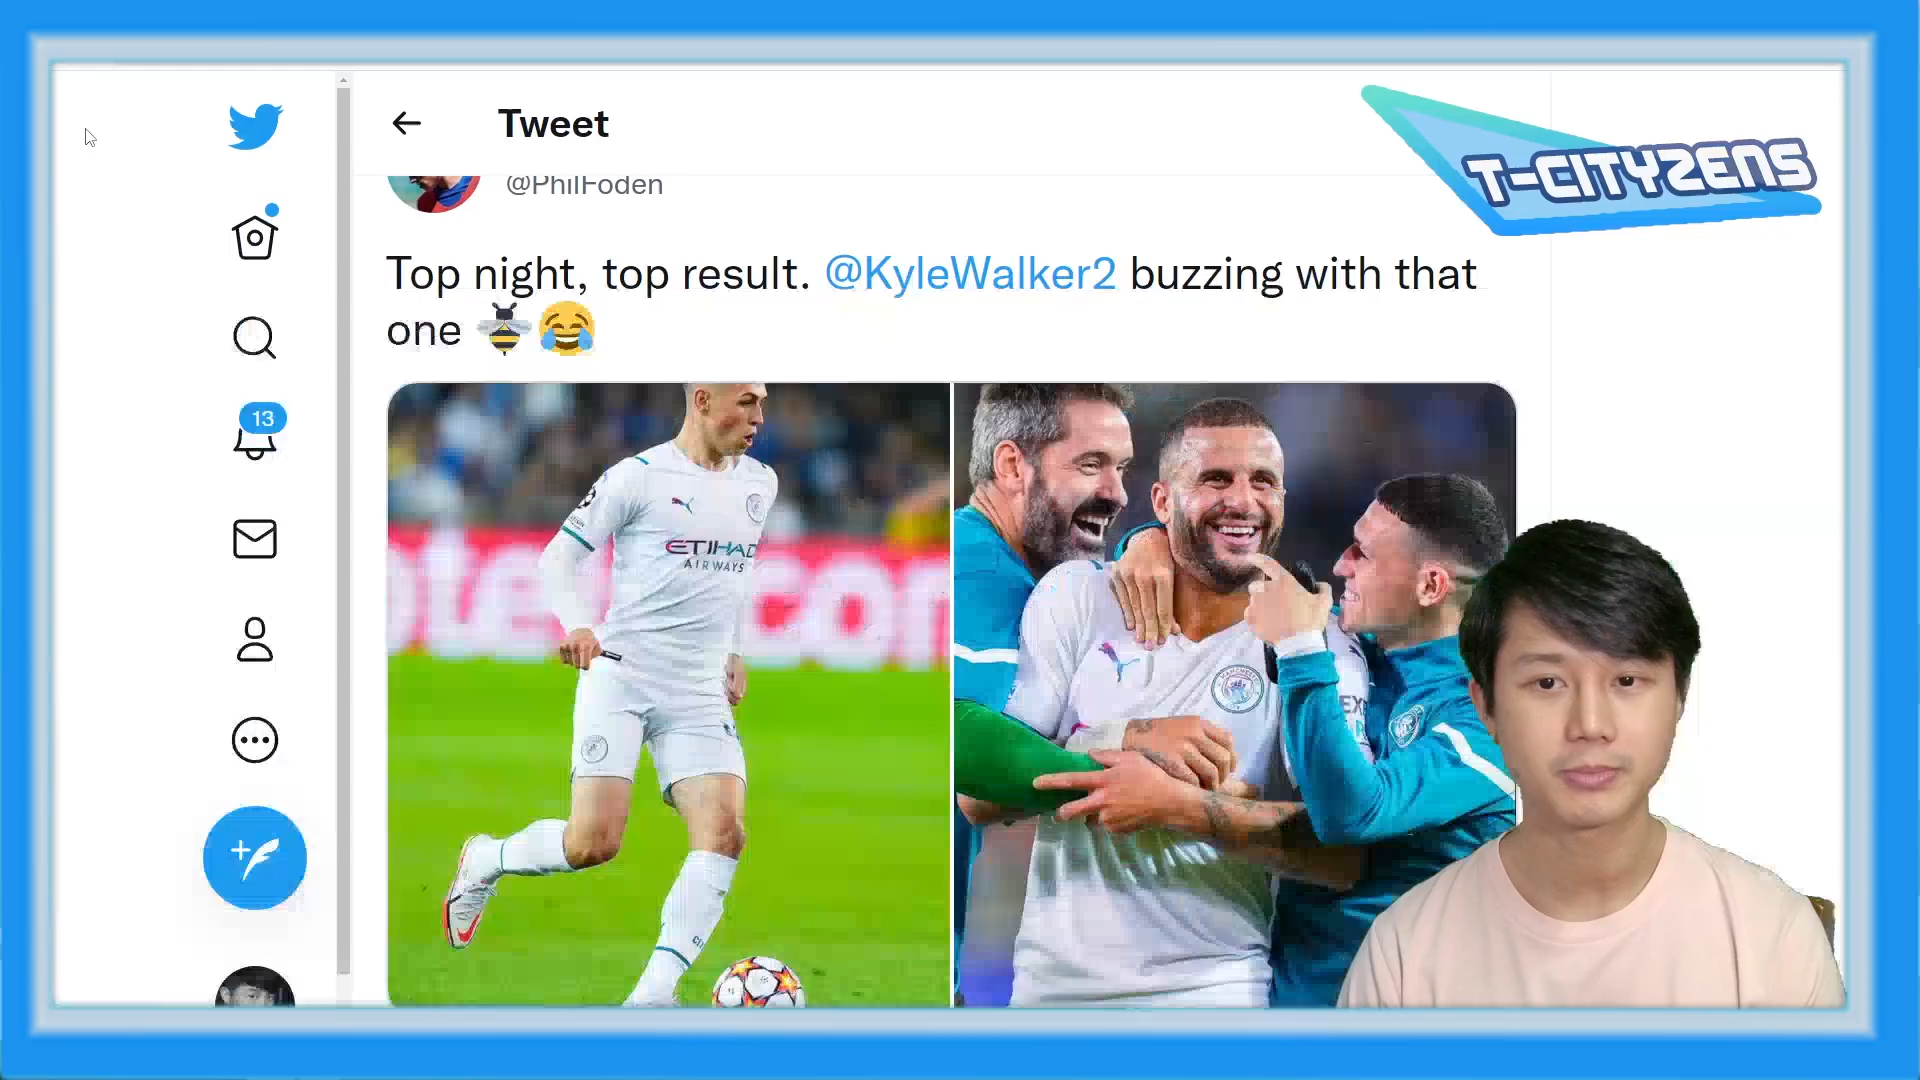 Tweet
T-CITYZENS
@PhilFoden
Top night, top result. @KyleWalker2 buzzing with that
one 🐝😂
13
ETIHAD
AIRWAYS